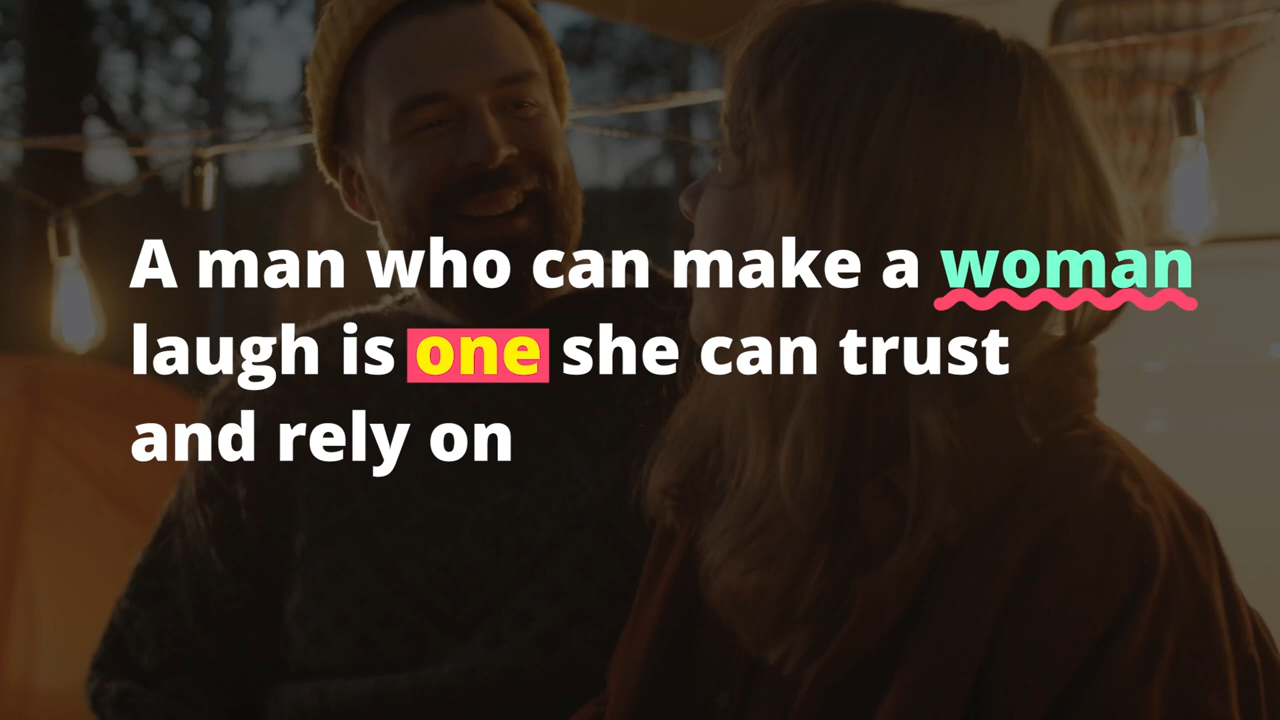 A man who can make a woman
laugh is one she can trust
and rely on